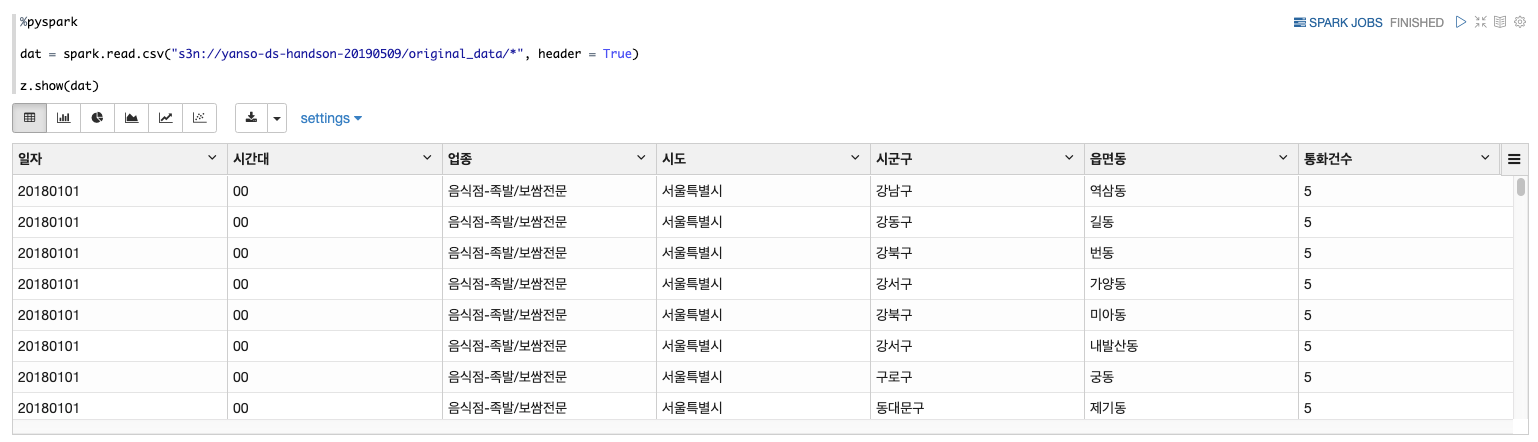 %pyspark
SPARK JOBS FINISHED
dat = spark.read.csv("s3n://yanso-ds-handson-20190509/original_data/*", header = True)
z.show(dat)
settings
일자 시간대 업종 시도 시군구 읍면동 통화건수
20180101 00 음식점-족발/보쌈전문 서울특별시 강남구 역삼동 5
20180101 00 음식점-족발/보쌈전문 서울특별시 강동구 길동 5
20180101 00 음식점-족발/보쌈전문 서울특별시 강북구 번동 5
20180101 00 음식점-족발/보쌈전문 서울특별시 강서구 가양동 5
20180101 00 음식점-족발/보쌈전문 서울특별시 강북구 미아동 5
20180101 00 음식점-족발/보쌈전문 서울특별시 강서구 내발산동 5
20180101 00 음식점-족발/보쌈전문 서울특별시 구로구 궁동 5
20180101 00 음식점-족발/보쌈전문 서울특별시 동대문구 제기동 5